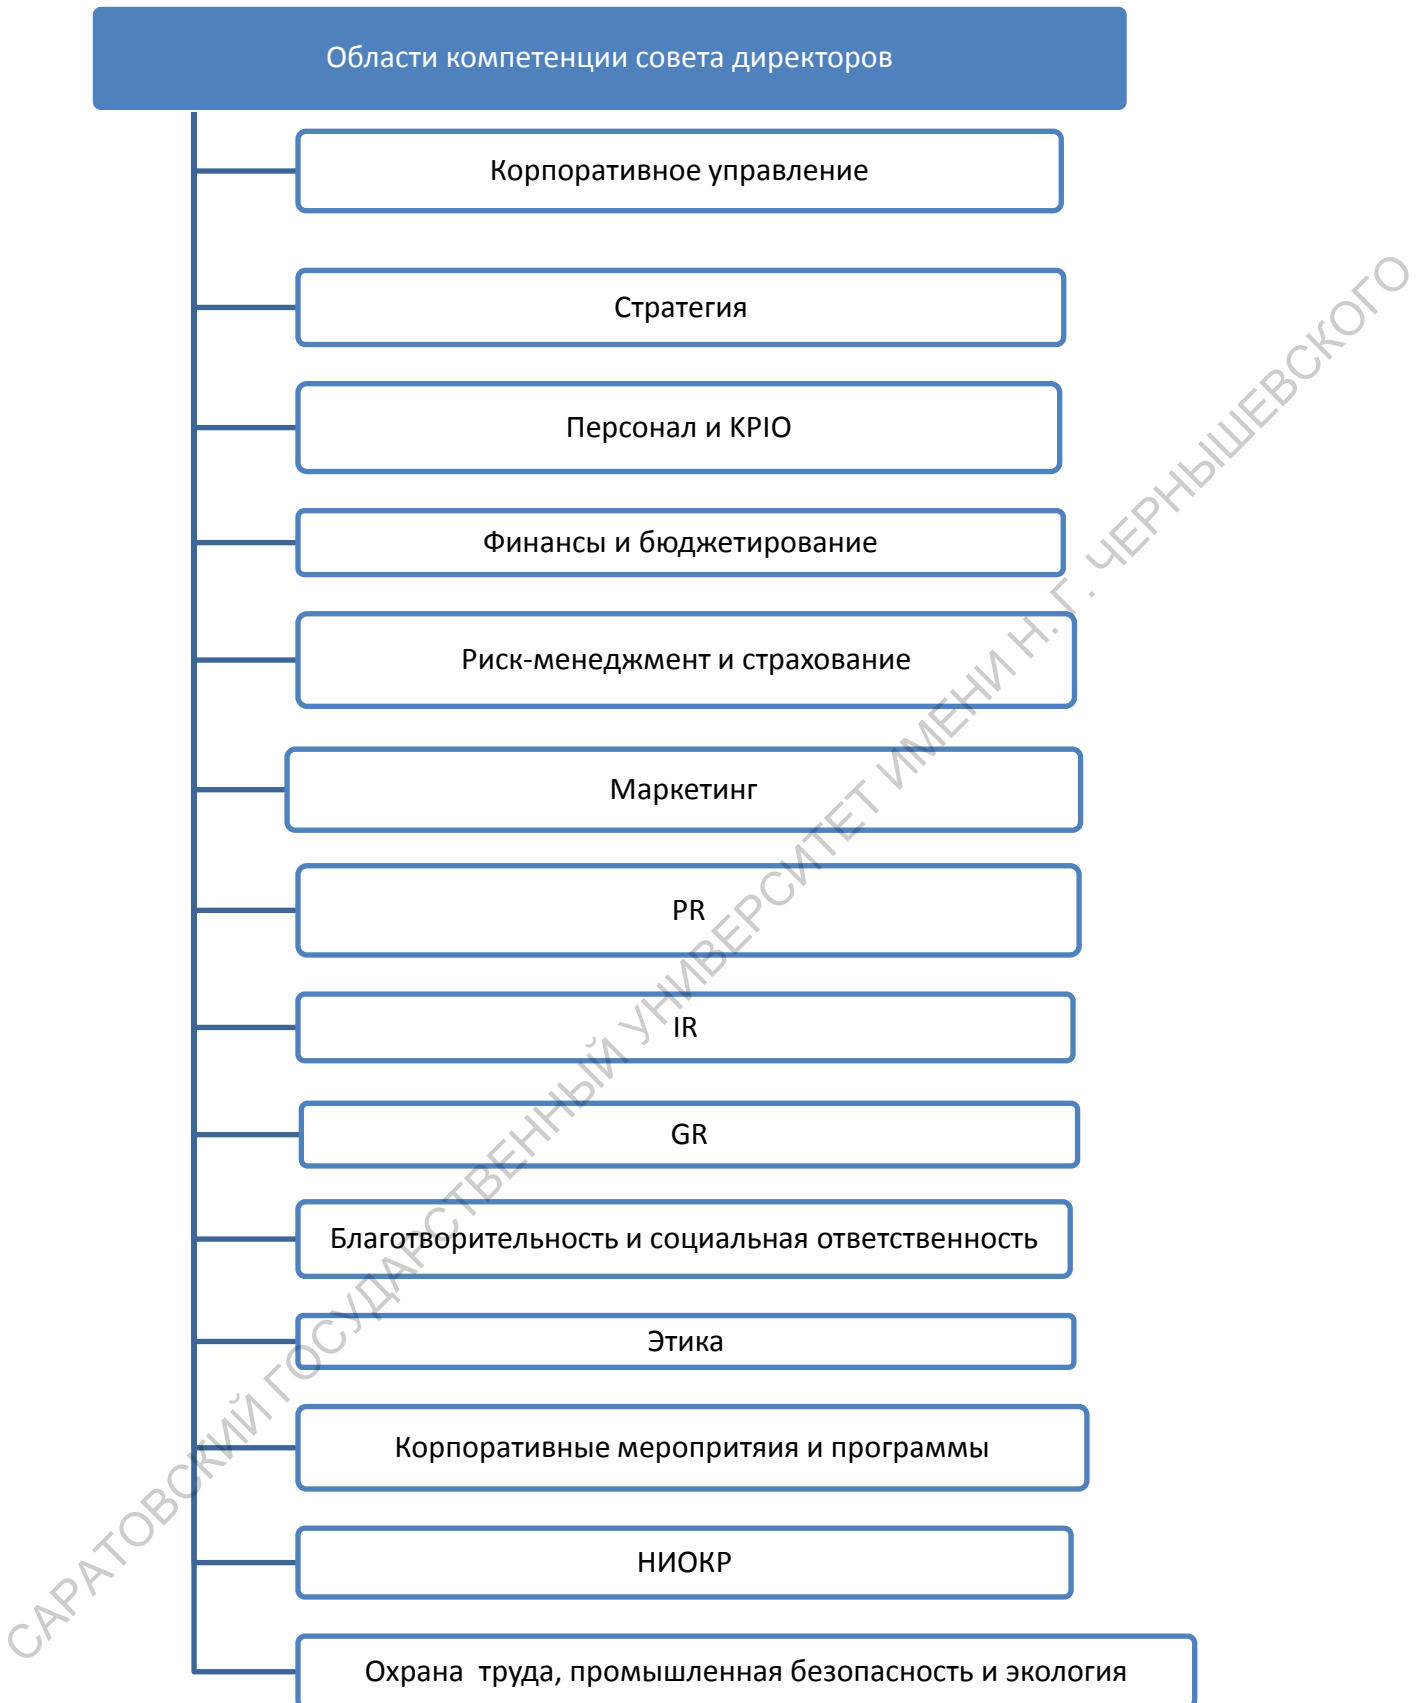 Области компетенции совета директоров
Корпоративное управление
Стратегия
Персонал и KPIO
Финансы и бюджетирование
Риск-менеджмент и страхование
Маркетинг
PR
IR
GR
Благотворительность и социальная ответственность
Этика
Корпоративные меропритяия и программы
НИОКР
Охрана труда, промышленная безопасность и экология
САРАТОВСКИЙ ГОСУДАРСТВЕННЫЙ УНИВЕРСИТЕТ ИМЕНИ Н. Г. ЧЕРНЫШЕВСКОГО